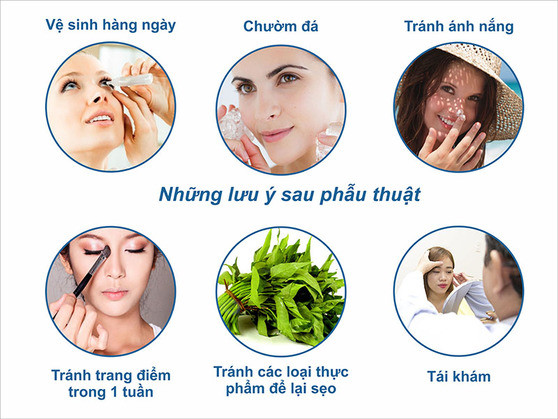 Vệ sinh hàng ngày
Chườm đá
Tránh ánh nắng
Những lưu ý sau phẫu thuật
Tránh trang điểm
trong 1 tuần
Tránh các loại thực
phẩm để lại sẹo
Tái khám